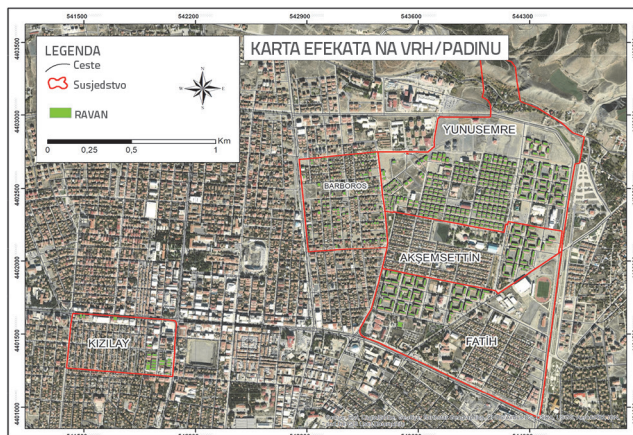 541500 542200 542900 543600 544300
KARTA EFEKATA NA VRH/PADINU
LEGENDA
Ceste
Susjedstvo
RAVAN
N
W E
S
Km
0 0,25 0,5 1
YUNUSEMRE
BARBOROS
AKŞEMSETTİN
KIZILAY
FATİH
4403500
4403000
4402500
4402000
4401500
4401000